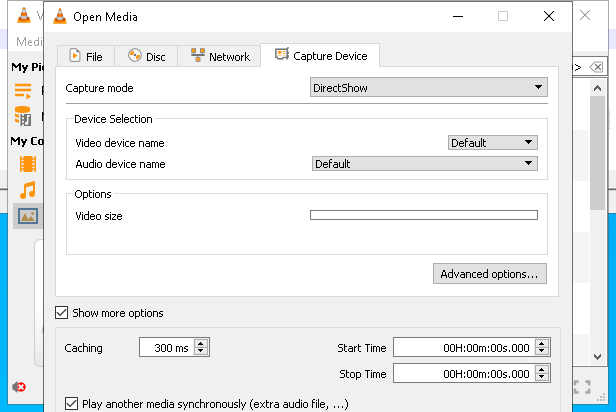 Open Media
Medi
File
Disc
Network
Capture Device
My Pi
My Co
Capture mode
DirectShow
Device Selection
Video device name
Default
Audio device name
Default
Options
Video size
Advanced options...
Show more options
Caching
300 ms
Start Time
00H:00m:00s.000
Stop Time
00H:00m:00s.000
Play another media synchronously (extra audio file, ...)